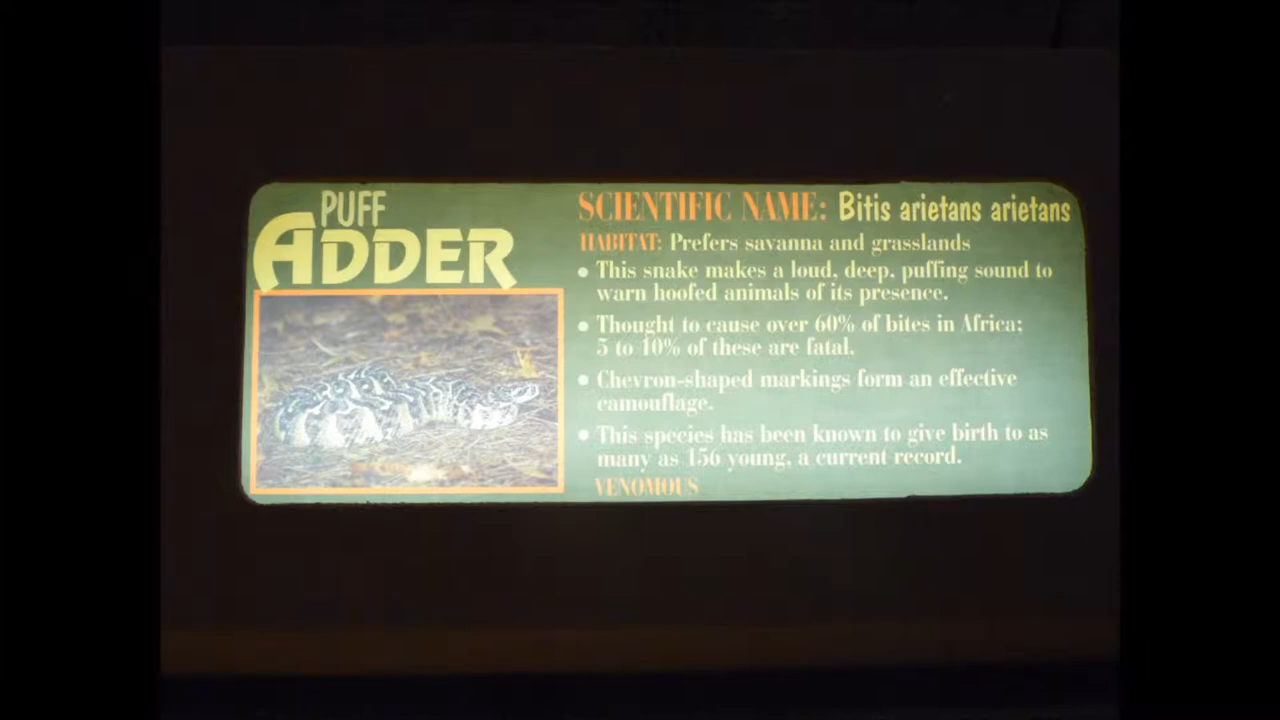 PUFF
ADDER
SCIENTIFIC NAME: Bitis arietans arietans
HABITAT: Prefers savanna and grasslands
• This snake makes a loud, deep, puffing sound to
warn hoofed animals of its presence.
• Thought to cause over 60% of bites in Africa;
5 to 10% of these are fatal.
• Chevron-shaped markings form an effective
camouflage.
• This species has been known to give birth to as
many as 156 young, a current record.
VENOMOUS